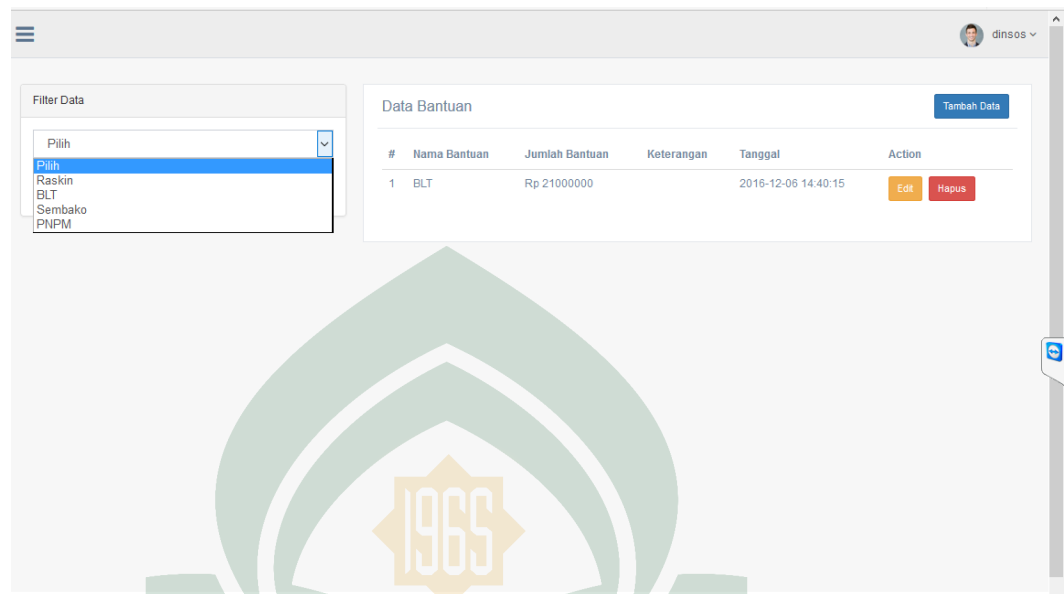 dinsos
Filter Data
Pilih
Pilih
Raskin
BLT
Sembako
PNPM
Data Bantuan
Tambah Data
# Nama Bantuan Jumlah Bantuan Keterangan Tanggal Action
1 BLT Rp 21000000 2016-12-06 14:40:15 Edit Hapus
1965